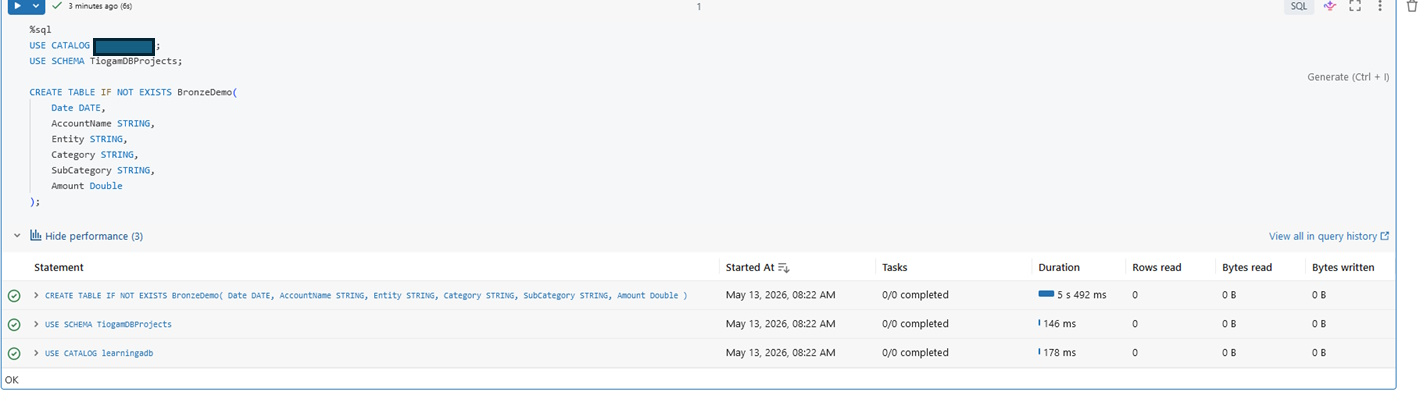 3 minutes ago (6s)
1
SQL
%sql
USE CATALOG ;
USE SCHEMA TiogamDBProjects;
Generate (Ctrl + I)
CREATE TABLE IF NOT EXISTS BronzeDemo(
Date DATE,
AccountName STRING,
Entity STRING,
Category STRING,
SubCategory STRING,
Amount Double
);
Hide performance (3)
View all in query history
Statement Started At Tasks Duration Rows read Bytes read Bytes written
CREATE TABLE IF NOT EXISTS BronzeDemo( Date DATE, AccountName STRING, Entity STRING, Category STRING, SubCategory STRING, Amount Double ) May 13, 2026, 08:22 AM 0/0 completed 5 s 492 ms 0 0 B 0 B
USE SCHEMA TiogamDBProjects May 13, 2026, 08:22 AM 0/0 completed 146 ms 0 0 B 0 B
USE CATALOG learningadb May 13, 2026, 08:22 AM 0/0 completed 178 ms 0 0 B 0 B
OK